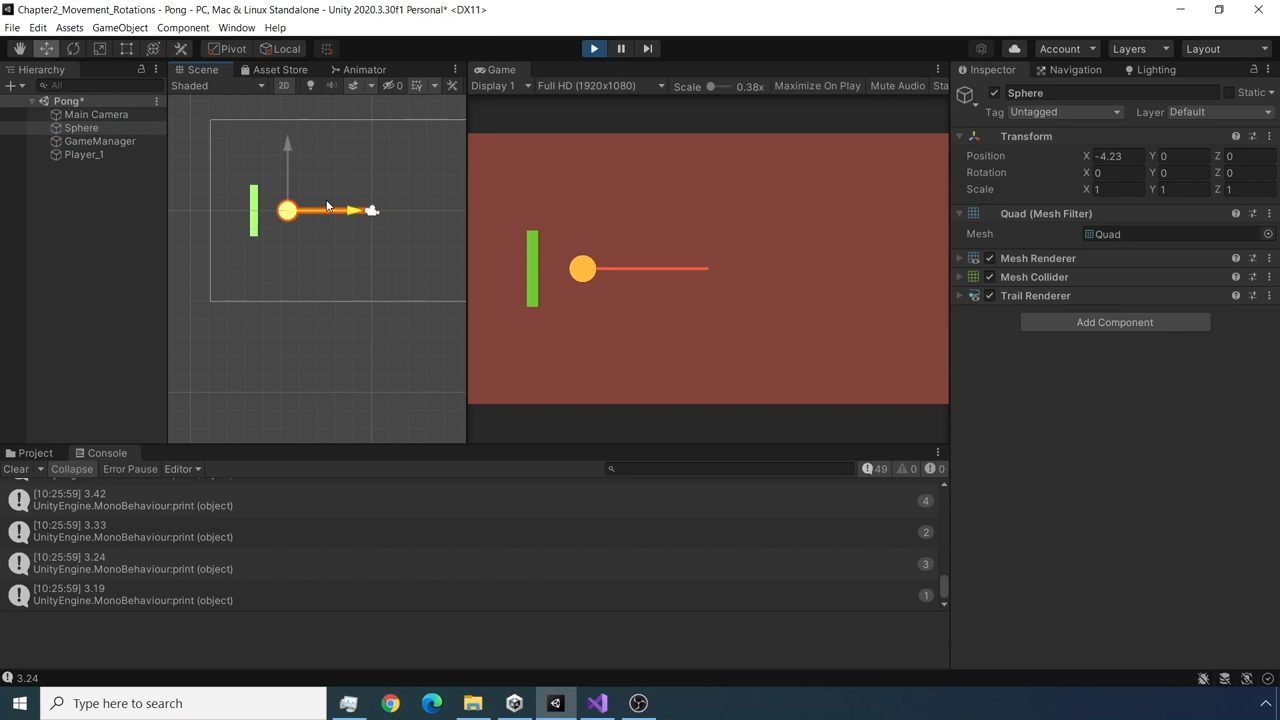 Chapter2_Movement_Rotations - Pong - PC, Mac & Linux Standalone - Unity 2020.3.30f1 Personal* <DX11>
File Edit Assets GameObject Component Window Help
Pivot Local Account Layers Layout
Hierarchy Scene Asset Store Animator Game Inspector Navigation Lighting
All Shaded 2D 0 Display 1 Full HD (1920x1080) Scale 0.38x Maximize On Play Mute Audio Sta
Sphere Static
Pong*
Main Camera
Sphere
GameManager
Player_1
Tag Untagged Layer Default
Transform
Position X -4.23 Y 0 Z 0
Rotation X 0 Y 0 Z 0
Scale X 1 Y 1 Z 1
Quad (Mesh Filter)
Mesh Quad
Mesh Renderer
Mesh Collider
Trail Renderer
Add Component
Project Console
Clear Collapse Error Pause Editor 49 0 0
UnityEngine.MonoBehaviour:print (object)
[10:25:59] 3.42
UnityEngine.MonoBehaviour:print (object)
4
[10:25:59] 3.33
UnityEngine.MonoBehaviour:print (object)
2
[10:25:59] 3.24
UnityEngine.MonoBehaviour:print (object)
3
[10:25:59] 3.19
UnityEngine.MonoBehaviour:print (object)
1
3.24
Type here to search